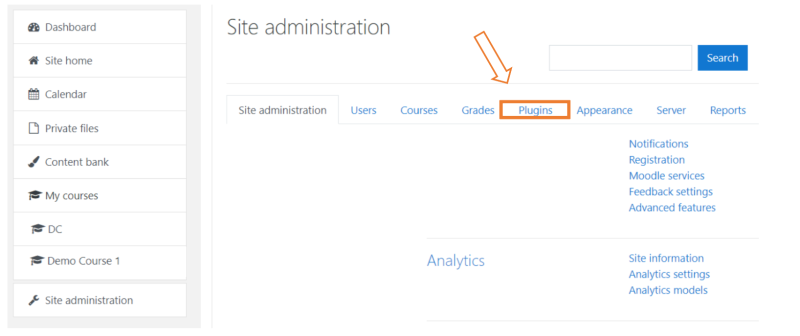 Dashboard
Site home
Calendar
Private files
Content bank
My courses
DC
Demo Course 1
Site administration
Site administration
Search
Site administration Users Courses Grades Plugins Appearance Server Reports
Notifications
Registration
Moodle services
Feedback settings
Advanced features
Analytics
Site information
Analytics settings
Analytics models